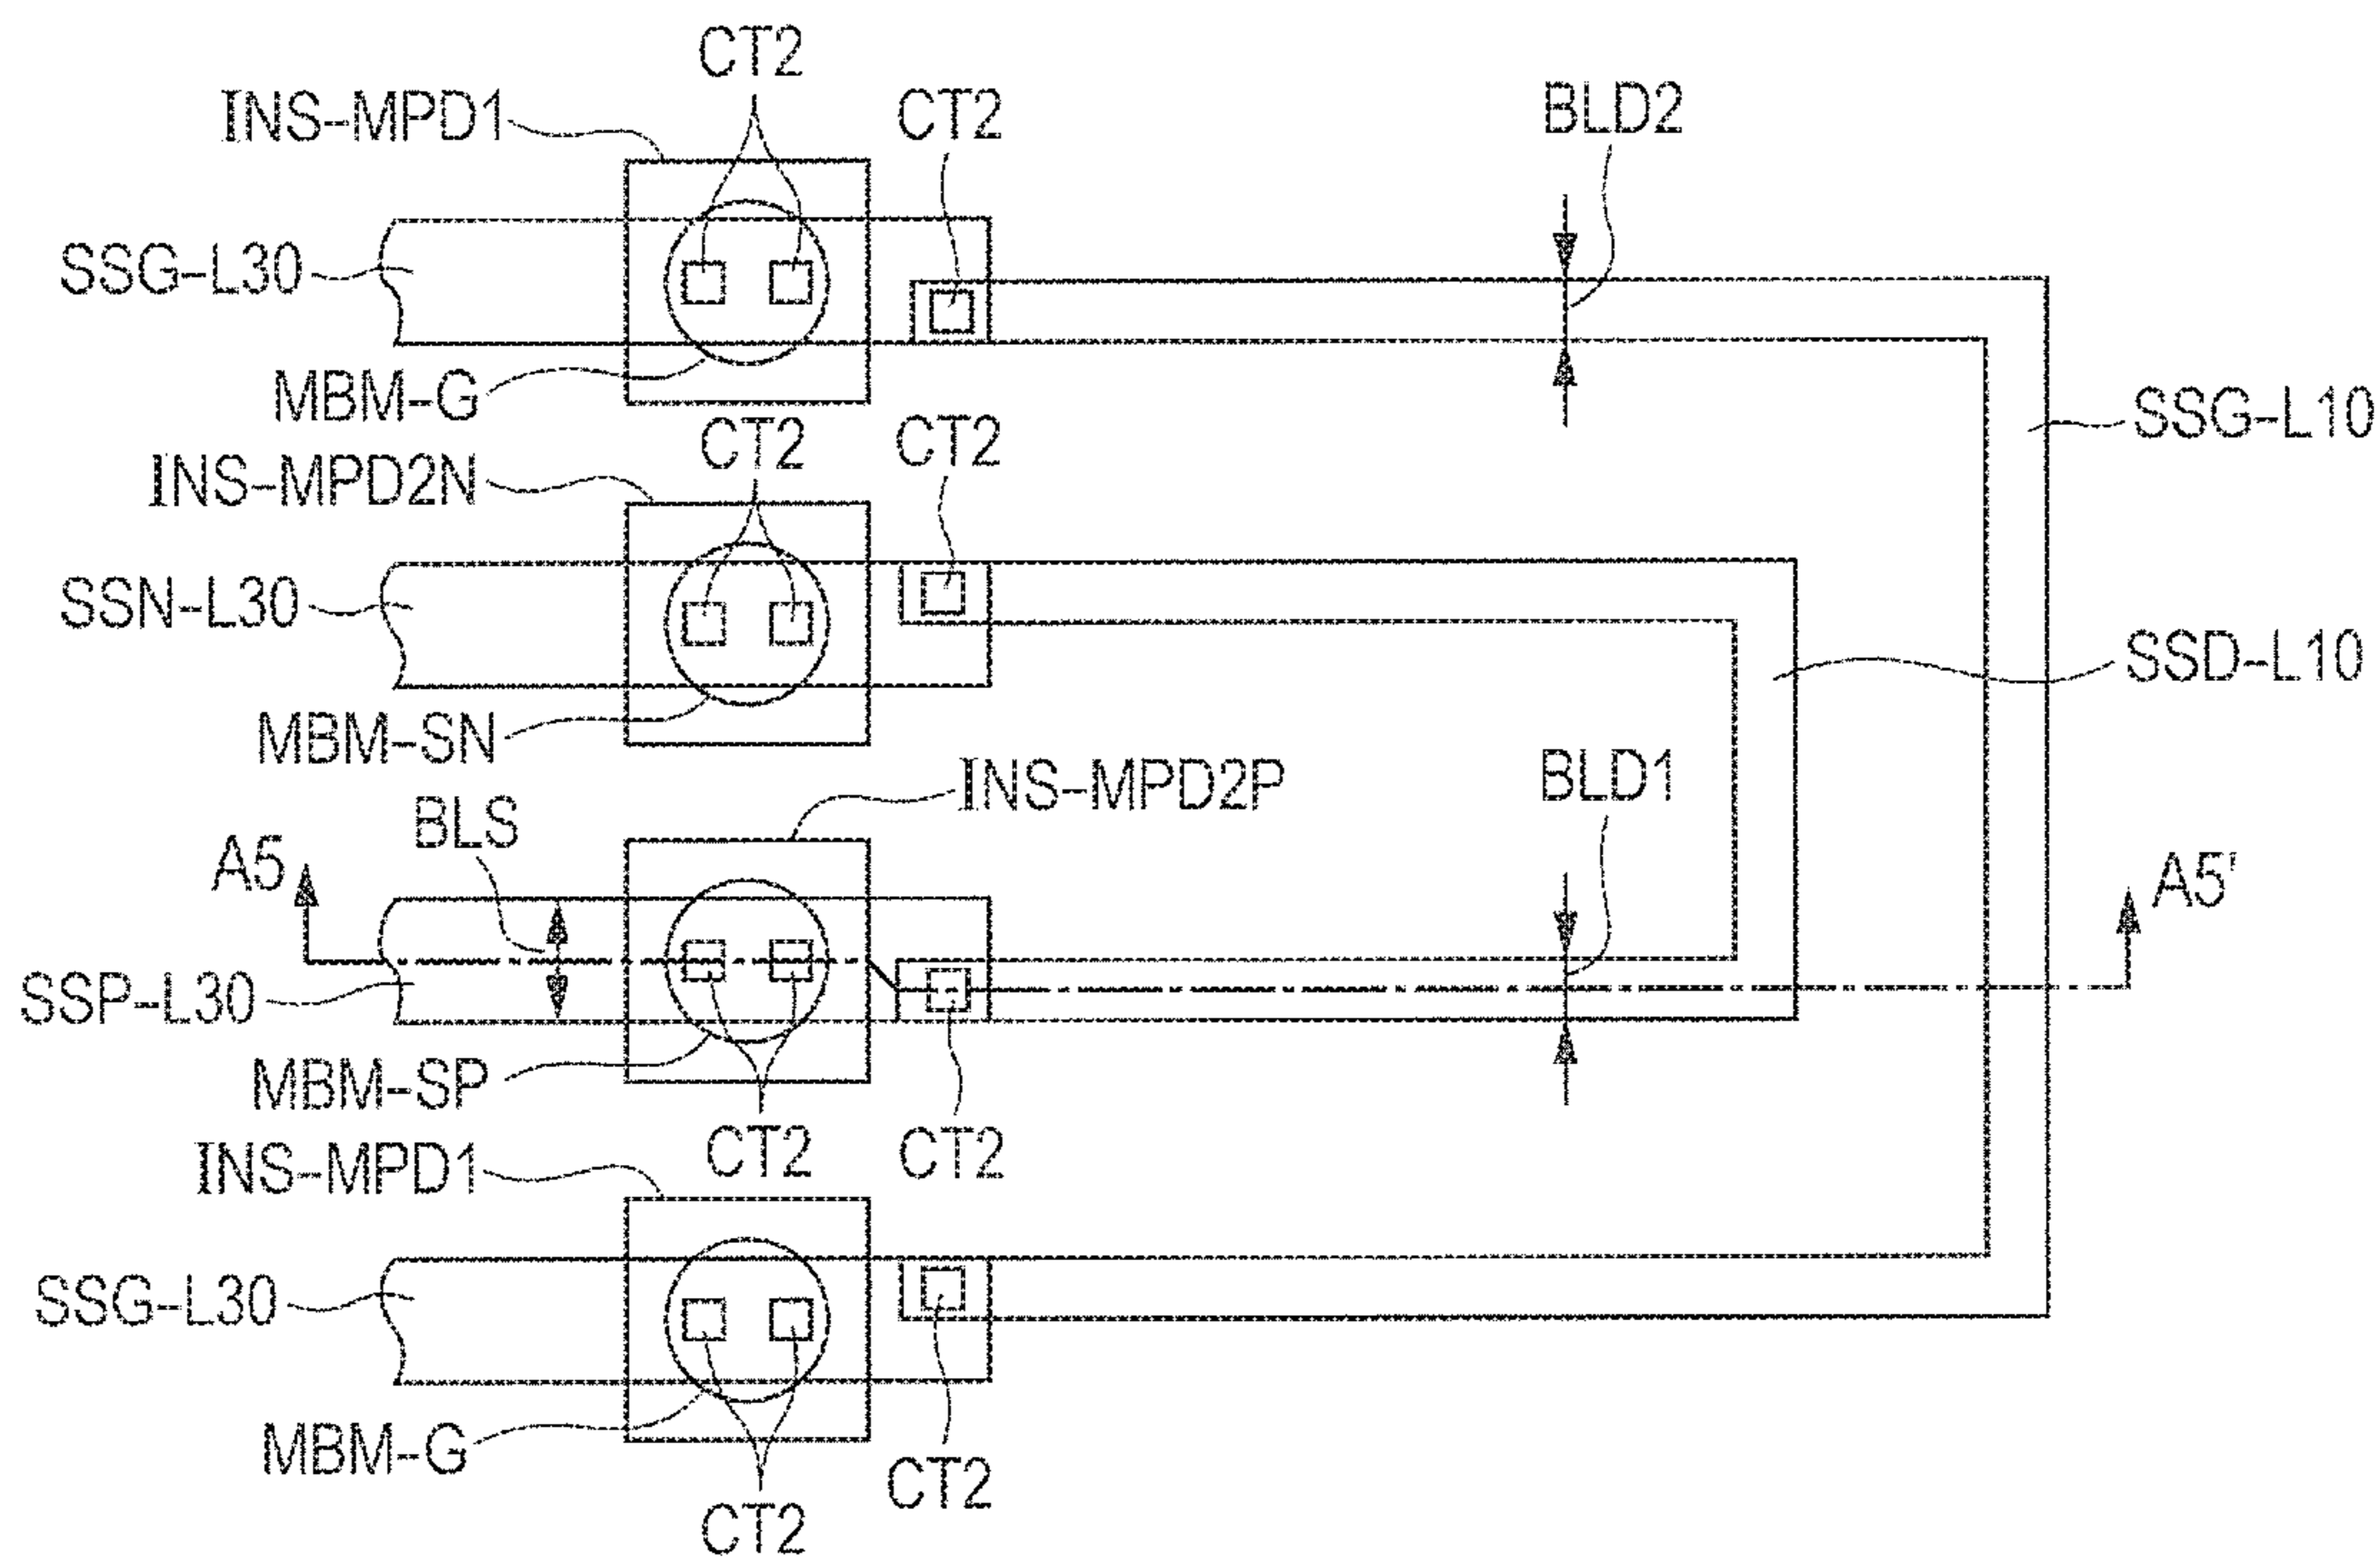 CT2
INS-MPD1
CT2
BLD2
SSG-L30
MBM-G
SSG-L10
CT2
CT2
INS-MPD2N
SSN-L30
SSD-L10
MBM-SN
INS-MPD2P
BLD1
BLS
A5
A5'
SSP-L30
MBM-SP
CT2
CT2
INS-MPD1
SSG-L30
MBM-G
CT2
CT2